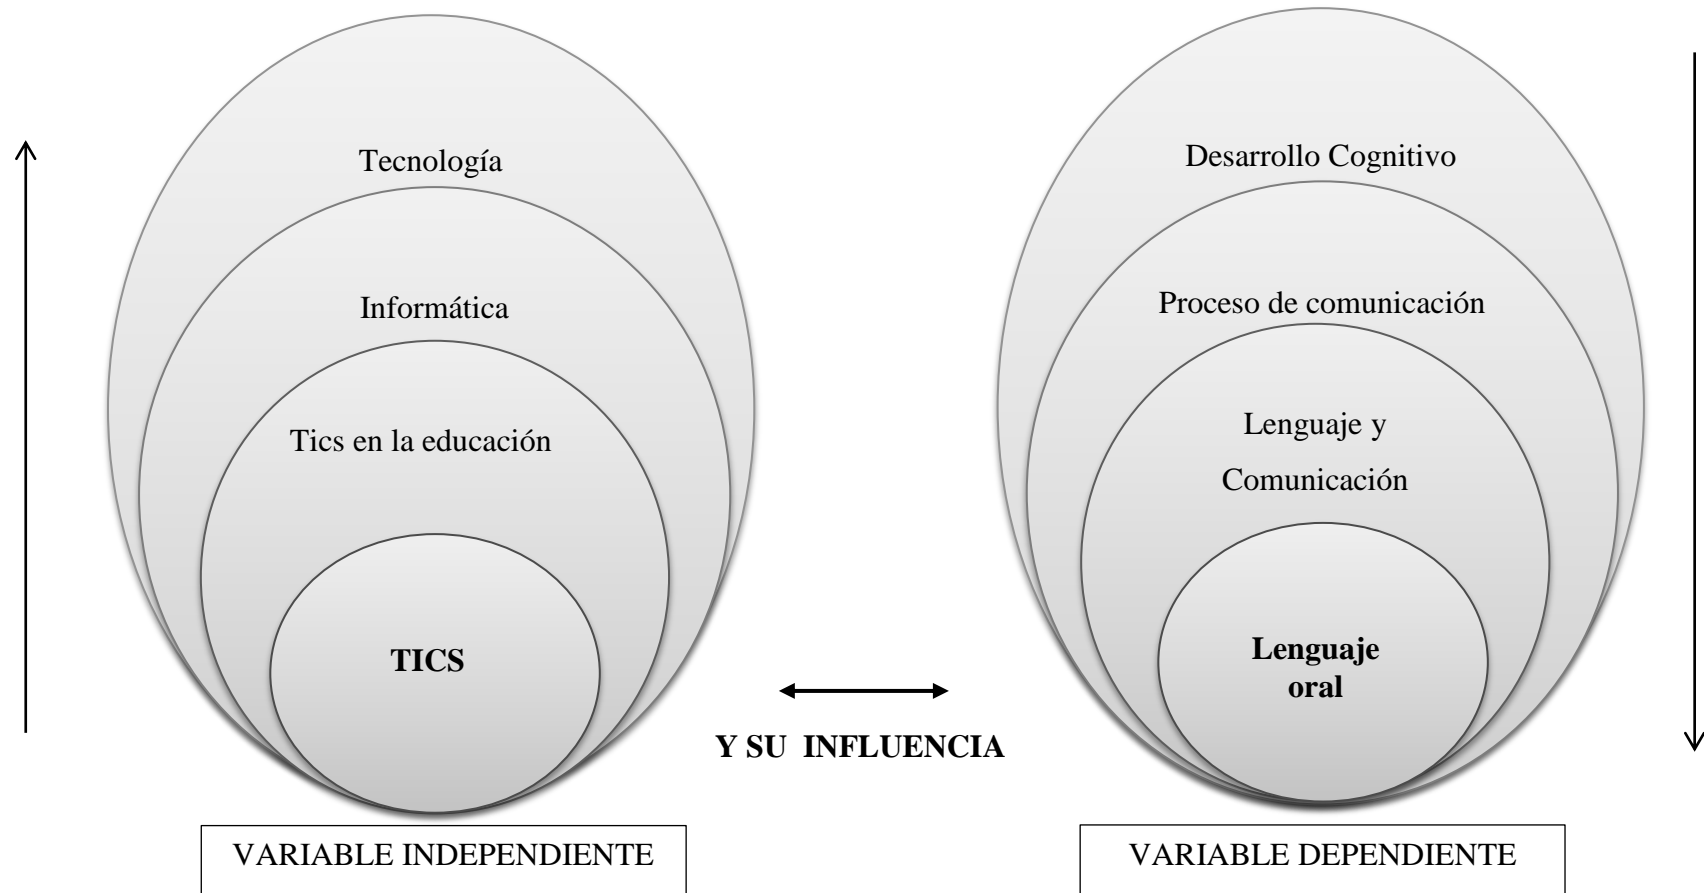 Tecnología
Informática
Tics en la educación
TICS
Y SU INFLUENCIA
Desarrollo Cognitivo
Proceso de comunicación
Lenguaje y
Comunicación
Lenguaje
oral
VARIABLE INDEPENDIENTE
VARIABLE DEPENDIENTE